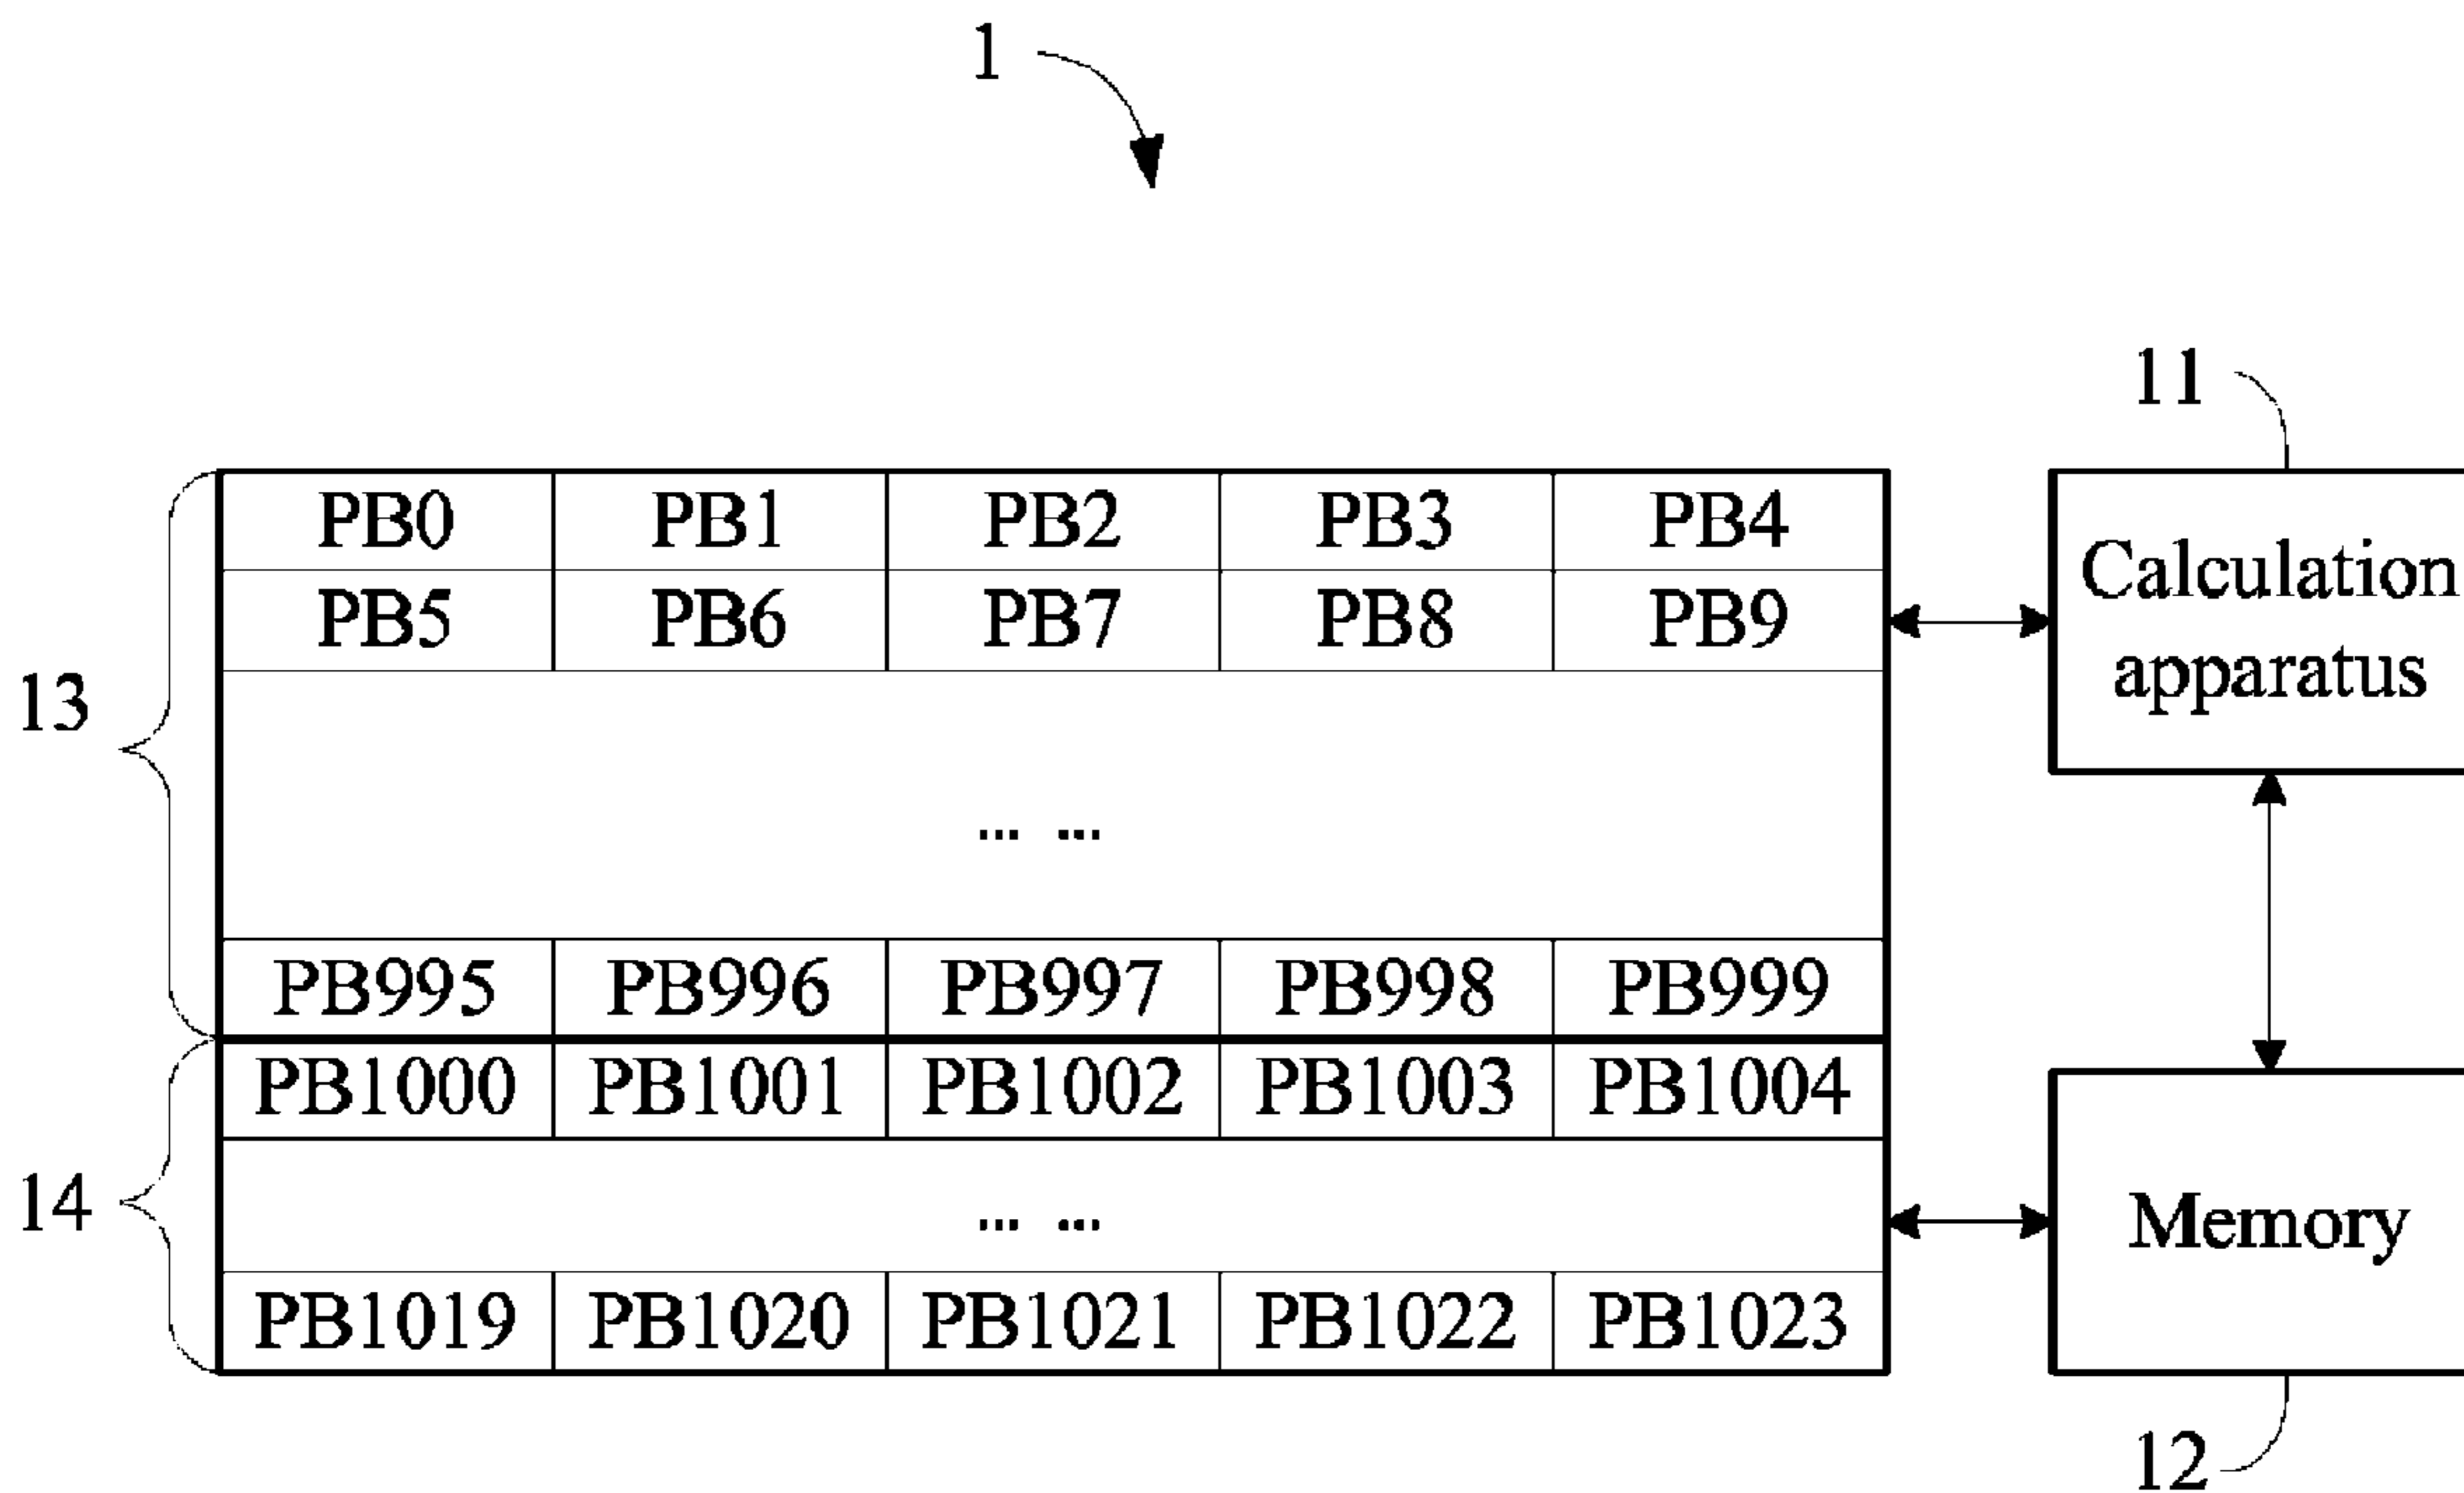 1
11
PB0 PB1 PB2 PB3 PB4
Calculation
apparatus
PB5 PB6 PB7 PB8 PB9
13
... ...
PB995 PB996 PB997 PB998 PB999
PB1000 PB1001 PB1002 PB1003 PB1004
14
... ...
Memory
PB1019 PB1020 PB1021 PB1022 PB1023
12